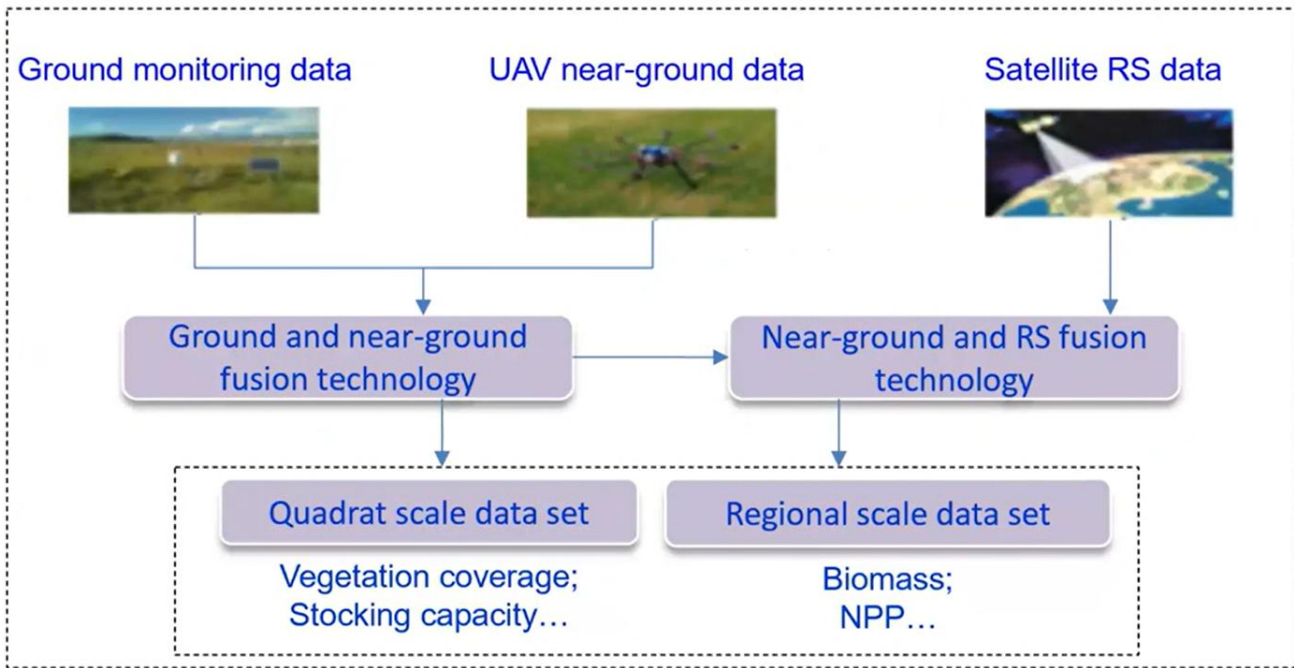 Ground monitoring data
UAV near-ground data
Satellite RS data
Ground and near-ground
fusion technology
Near-ground and RS fusion
technology
Quadrat scale data set
Regional scale data set
Vegetation coverage;
Stocking capacity…
Biomass;
NPP…